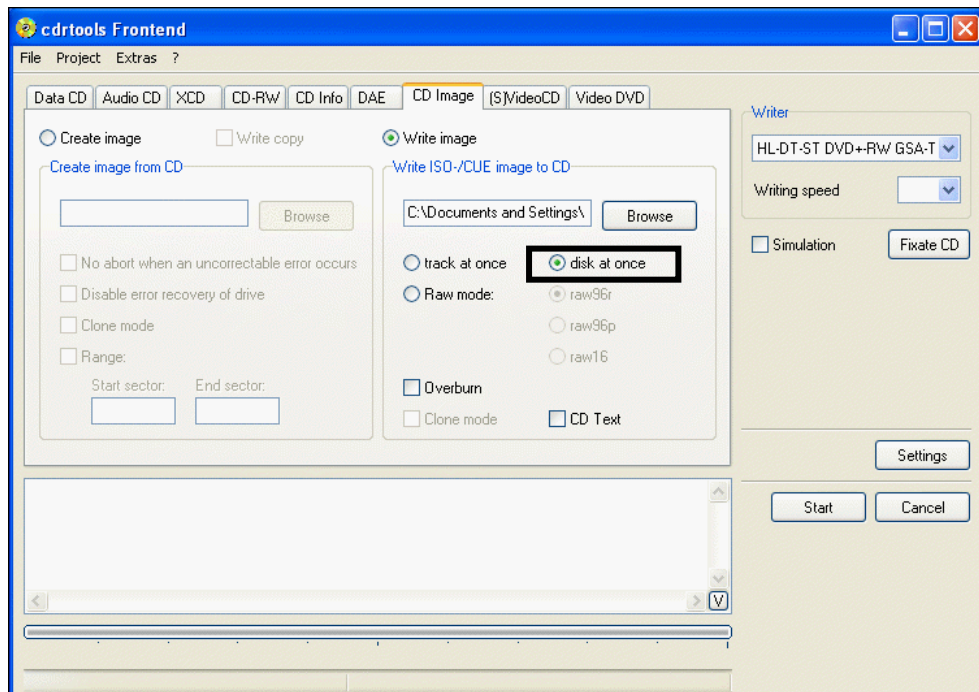 cdrtools Frontend
File Project Extras ?
Data CD Audio CD XCD CD-RW CD Info DAE CD Image (S)VideoCD Video DVD
Create image Write copy Write image
Create image from CD
Browse
No abort when an uncorrectable error occurs
Disable error recovery of drive
Clone mode
Range:
Start sector: End sector:
Write ISO-/CUE image to CD
C:\Documents and Settings\ Browse
track at once disk at once
Raw mode: raw96r
raw96p
raw16
Overburn
Clone mode CD Text
Writer
HL-DT-ST DVD+-RW GSA-T
Writing speed
Simulation Fixate CD
Settings
Start Cancel
V